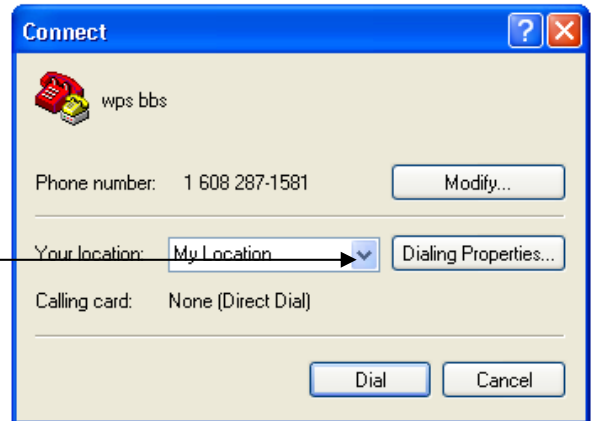 Connect
wps bbs
Phone number: 1 608 287-1581 Modify...
Your location: My Location Dialing Properties...
Calling card: None (Direct Dial)
Dial Cancel